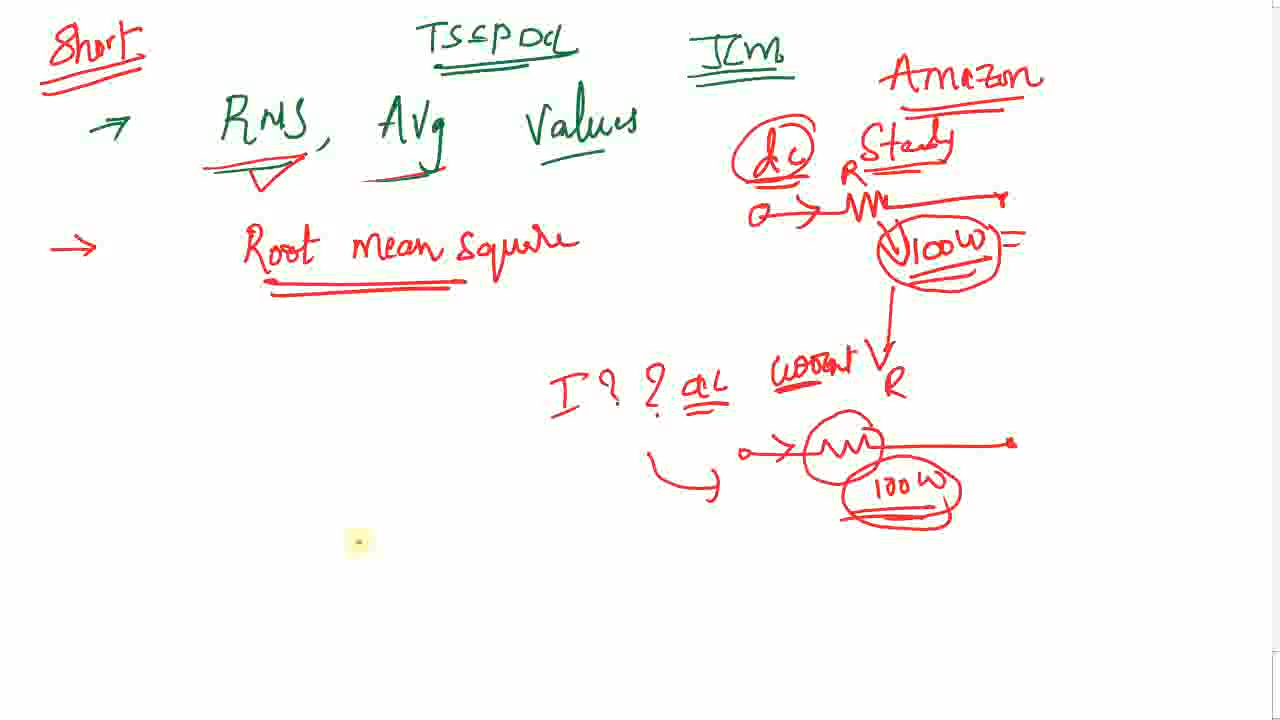 Short
TSSPDCL
JLM
Amazon
→ RMS, Avg Values
dc Steady
R
100W
→ Root mean square
I ? ? ac current
R
100W